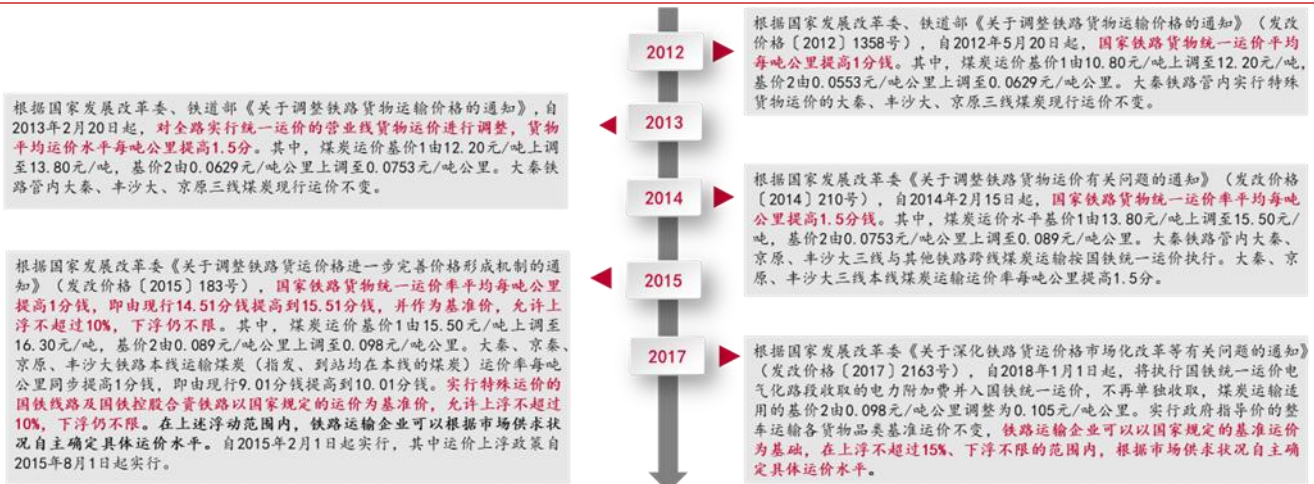 2012
根据国家发展改革委、铁道部《关于调整铁路货物运输价格的通知》（发改
价格〔2012〕1358号），自2012年5月20日起，国家铁路货物统一运价平均
每吨公里提高1分钱。其中，煤炭运价基价1由10.80元/吨上调至12.20元/吨，
基价2由0.0553元/吨公里上调至0.0629元/吨公里。大秦铁路管内实行特殊
货物运价的大秦、丰沙大、京原三线煤炭现行运价不变。
2013
根据国家发展改革委、铁道部《关于调整铁路货物运输价格的通知》，自
2013年2月20日起，对全路实行统一运价的营业线货物运价进行调整，货物
平均运价水平每吨公里提高1.5分。其中，煤炭运价基价1由12.20元/吨上调
至13.80元/吨，基价2由0.0629元/吨公里上调至0.0753元/吨公里。大秦铁
路管内大秦、丰沙大、京原三线煤炭现行运价不变。
2014
根据国家发展改革委《关于调整铁路货物运价有关问题的通知》（发改价格
〔2014〕210号），自2014年2月15日起，国家铁路货物统一运价率平均每吨
公里提高1.5分钱。其中，煤炭运价水平基价1由13.80元/吨上调至15.50元/
吨，基价2由0.0753元/吨公里上调至0.089元/吨公里。大秦铁路管内大秦、
京原、丰沙大三线与其他铁路跨线煤炭运输按国铁统一运价执行。大秦、京
原、丰沙大三线本线煤炭运输运价率每吨公里提高1.5分。
2015
根据国家发展改革委《关于调整铁路货运价格进一步完善价格形成机制的通
知》（发改价格〔2015〕183号），国家铁路货物统一运价率平均每吨公里
提高1分钱，即由现行14.51分钱提高到15.51分钱，并作为基准价，允许上
浮不超过10%，下浮仍不限。其中，煤炭运价基价1由15.50元/吨上调至
16.30元/吨，基价2由0.089元/吨公里上调至0.098元/吨公里。大秦、京秦、
京原、丰沙大铁路本线运输煤炭（指发、到站均在本线的煤炭）运价率每吨
公里同步提高1分钱，即由现行9.01分钱提高到10.01分钱。实行特殊运价的
国铁线路及国铁控股合资铁路以国家规定的运价为基准价，允许上浮不超过
10%，下浮仍不限。在上述浮动范围内，铁路运输企业可以根据市场供求状
况自主确定具体运价水平。自2015年2月1日起实行，其中运价上浮政策自
2015年8月1日起实行。
2017
根据国家发展改革委《关于深化铁路货运价格市场化改革等有关问题的通知》
（发改价格〔2017〕2163号），自2018年1月1日起，将执行国铁统一运价电
气化路段收取的电力附加费并入国铁统一运价，不再单独收取，煤炭运输适
用的基价2由0.098元/吨公里调整为0.105元/吨公里。实行政府指导价的整
车运输各货物品类基准运价不变，铁路运输企业可以以国家规定的基准运价
为基础，在上浮不超过15%、下浮不限的范围内，根据市场供求状况自主确
定具体运价水平。